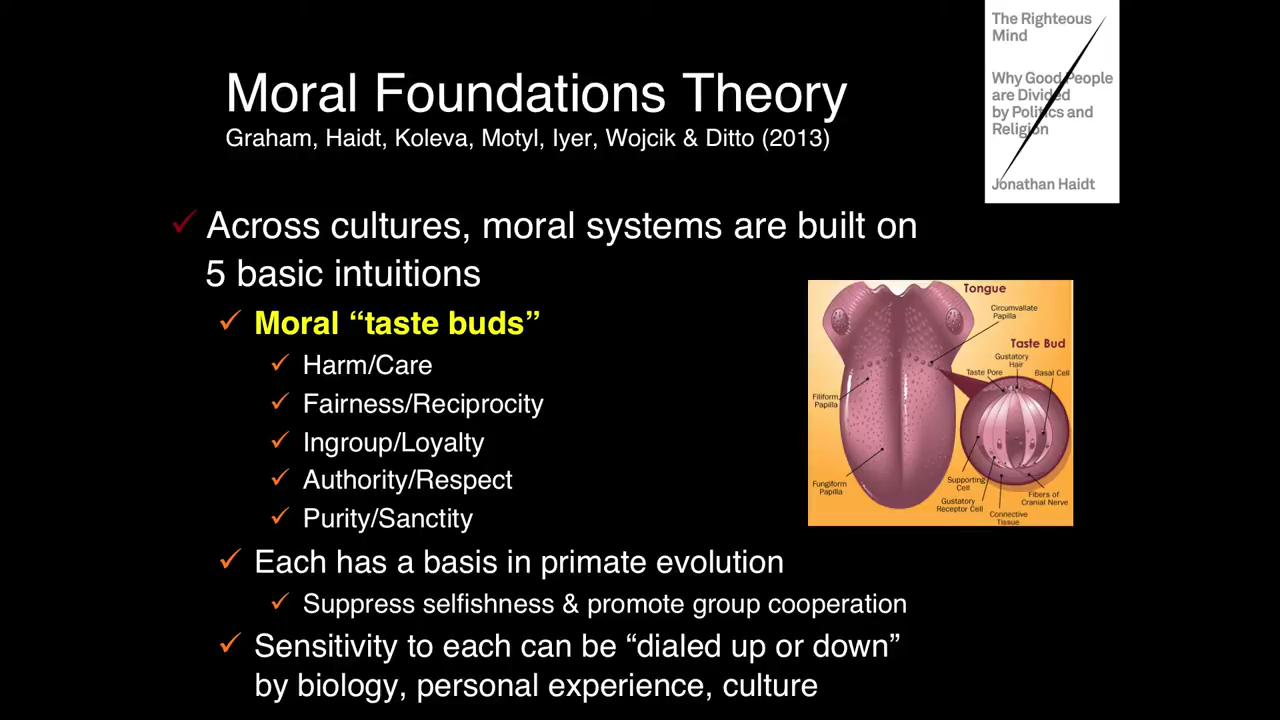 The Righteous
Mind
Why Good People
are Divided
by Politics and
Religion
Jonathan Haidt
Moral Foundations Theory
Graham, Haidt, Koleva, Motyl, Iyer, Wojcik & Ditto (2013)
Across cultures, moral systems are built on
5 basic intuitions
Moral “taste buds”
Harm/Care
Fairness/Reciprocity
Ingroup/Loyalty
Authority/Respect
Purity/Sanctity
Each has a basis in primate evolution
Suppress selfishness & promote group cooperation
Sensitivity to each can be “dialed up or down”
by biology, personal experience, culture
Tongue
Circumvallate
Papilla
Taste Bud
Gustatory
Hair
Taste Pore
Basal Cell
Filiform
Papilla
Fungiform
Papilla
Supporting
Cell
Gustatory
Receptor Cell
Connective
Tissue
Fibers of
Cranial Nerve